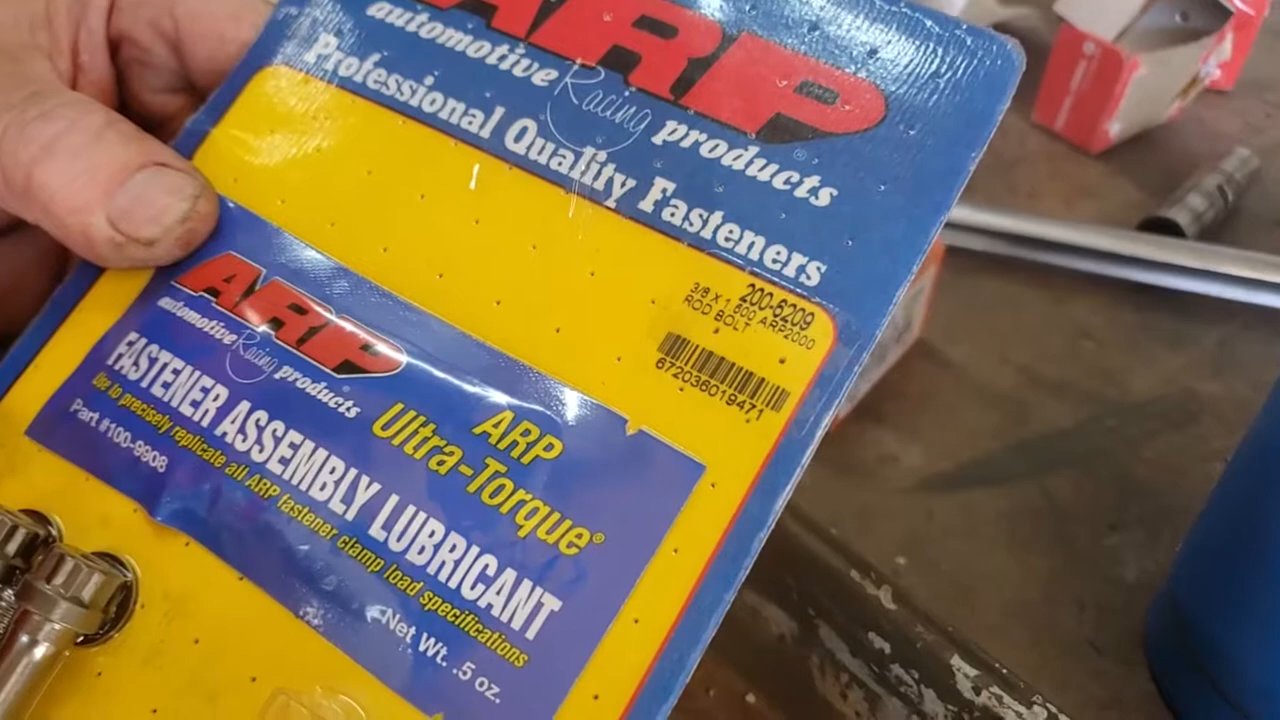 ARP
automotive Racing products
Professional Quality Fasteners
200-6209
3/8 X 1.600 ARP2000
ROD BOLT
672036019471
ARP
automotive Racing products
ARP
Ultra-Torque®
FASTENER ASSEMBLY LUBRICANT
Use to precisely replicate all ARP fastener clamp load specifications
Part #100-9908
Net Wt. .5 oz.